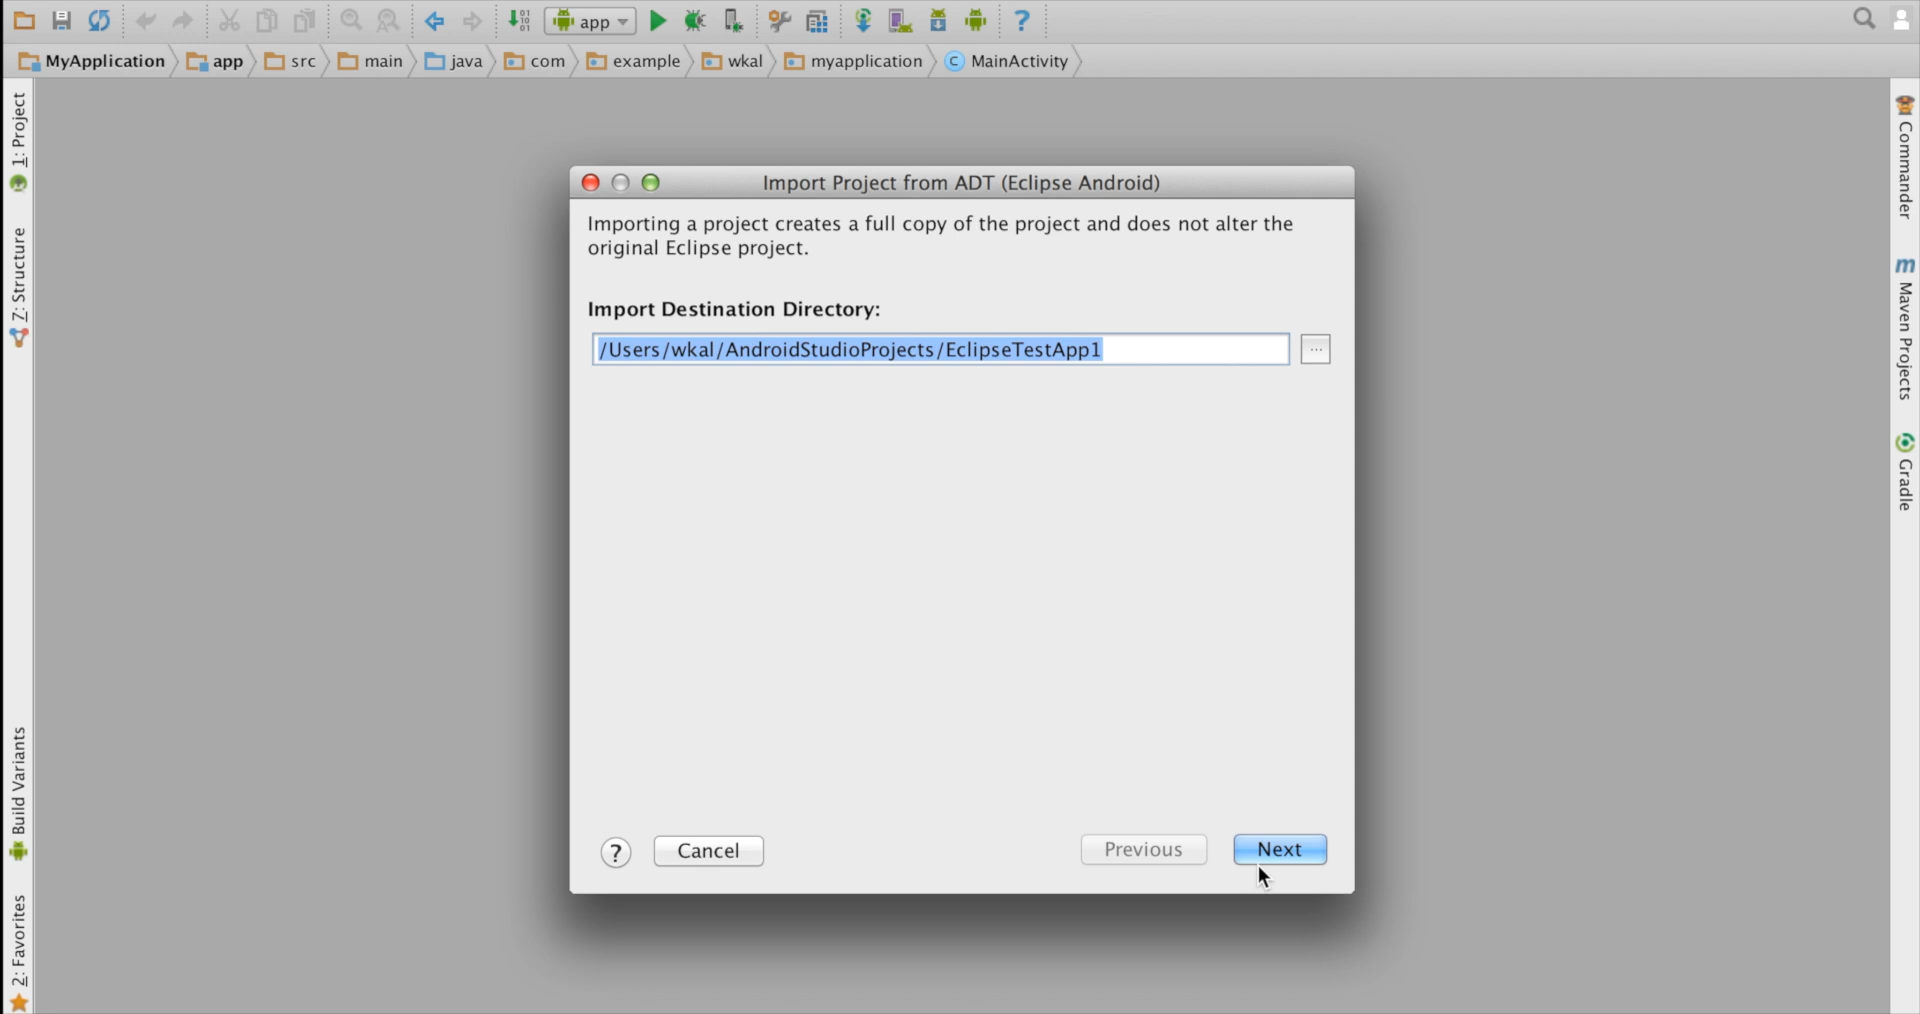 app
MyApplication app src main java com example wkal myapplication MainActivity
1: Project
7: Structure
Build Variants
2: Favorites
Import Project from ADT (Eclipse Android)
Importing a project creates a full copy of the project and does not alter the
original Eclipse project.
Import Destination Directory:
/Users/wkal/AndroidStudioProjects/EclipseTestApp1
...
? Cancel Previous Next
Commander
Maven Projects
Gradle